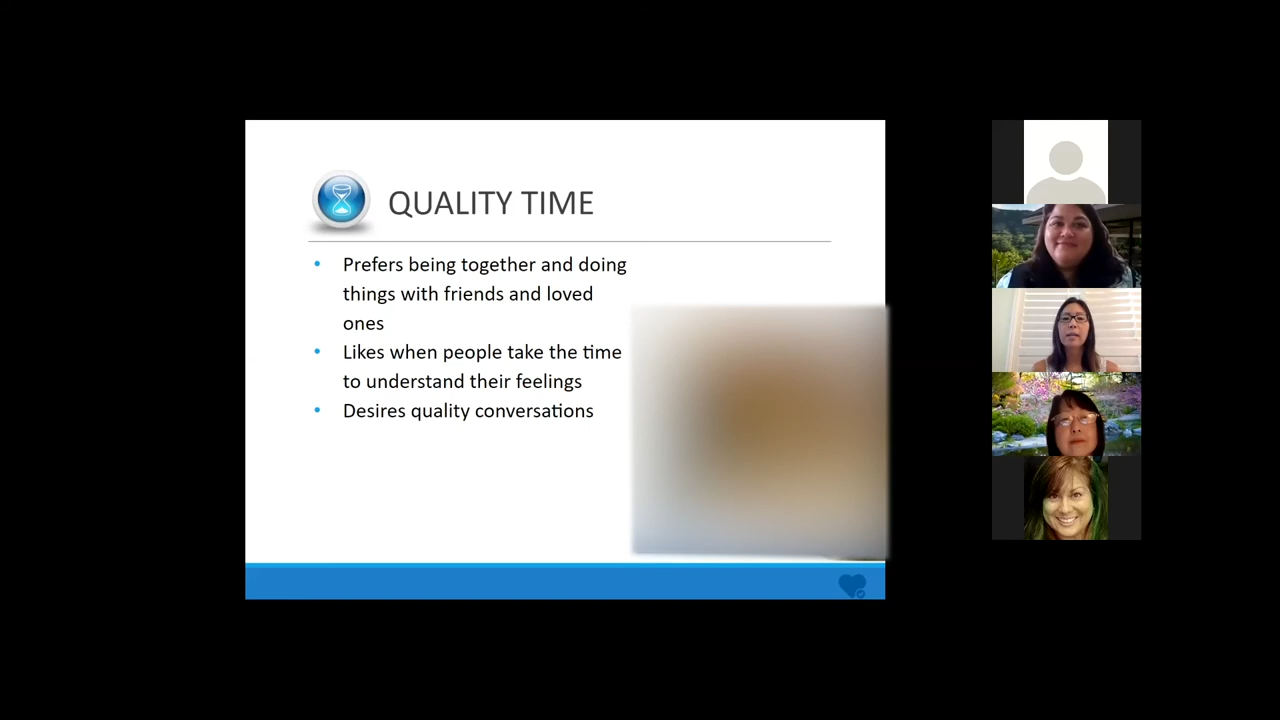 QUALITY TIME
• Prefers being together and doing
things with friends and loved
ones
• Likes when people take the time
to understand their feelings
• Desires quality conversations